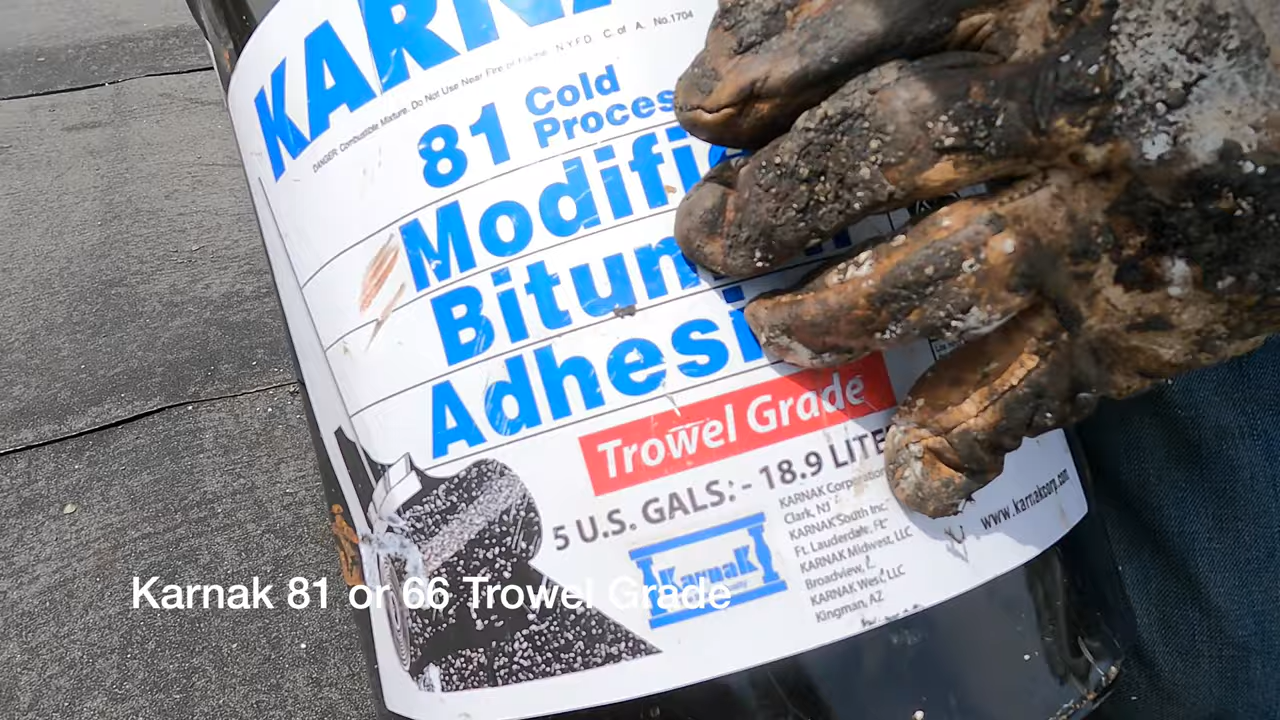 KARNA
DANGER: Combustible Mixture. Do Not Use Near Fire or Flame. N.Y.F.D. C. of A. No.1704
81 Cold
Proces
Modifie
Bitum
Adhesi
Trowel Grade
5 U.S. GALS. - 18.9 LITE
KARNAK Corporation
Clark, NJ
KARNAK South Inc.
Ft. Lauderdale, FL
KARNAK Midwest, LLC
Broadview, IL
KARNAK West, LLC
Kingman, AZ
Karnak
www.karnakcorp.com
Karnak 81 or 66 Trowel Grade